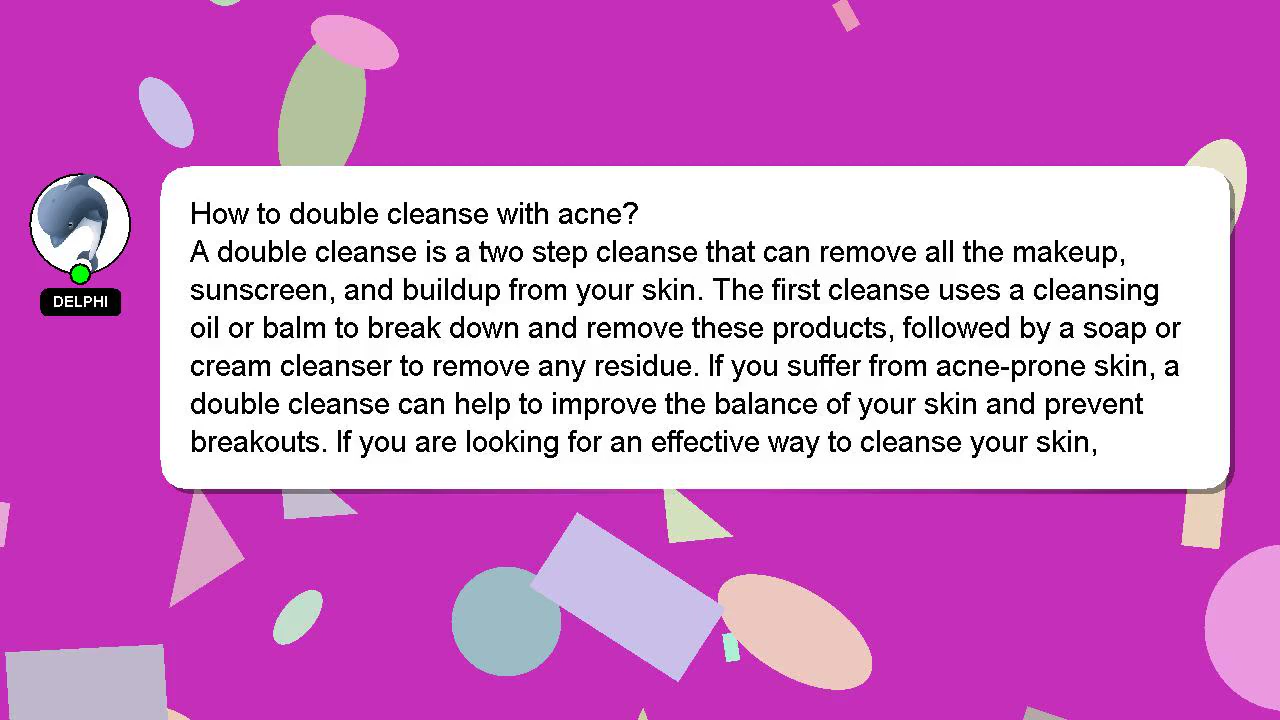 How to double cleanse with acne?
A double cleanse is a two step cleanse that can remove all the makeup,
sunscreen, and buildup from your skin. The first cleanse uses a cleansing
oil or balm to break down and remove these products, followed by a soap or
cream cleanser to remove any residue. If you suffer from acne-prone skin, a
double cleanse can help to improve the balance of your skin and prevent
breakouts. If you are looking for an effective way to cleanse your skin,
DELPHI